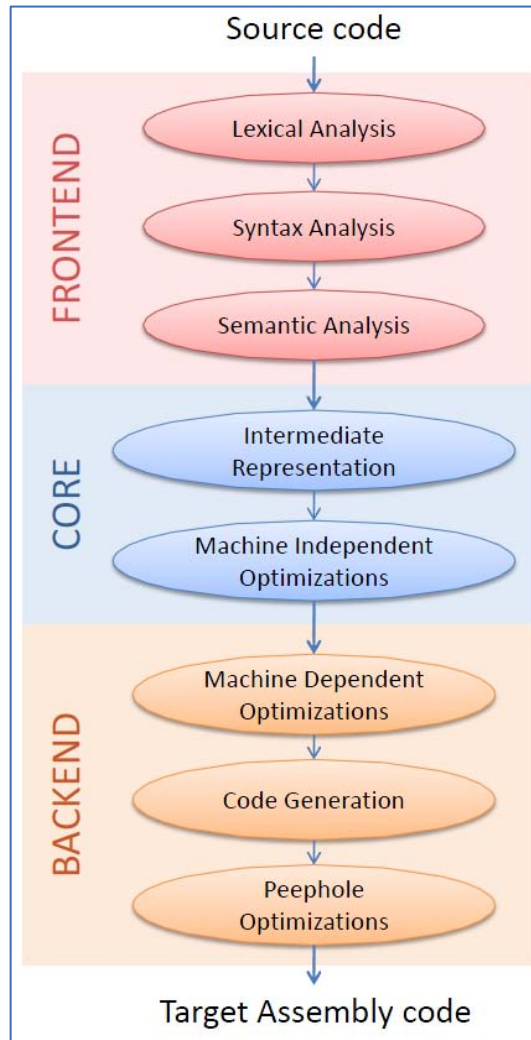 Source code
FRONTEND
Lexical Analysis
Syntax Analysis
Semantic Analysis
CORE
Intermediate
Representation
Machine Independent
Optimizations
BACKEND
Machine Dependent
Optimizations
Code Generation
Peephole
Optimizations
Target Assembly code